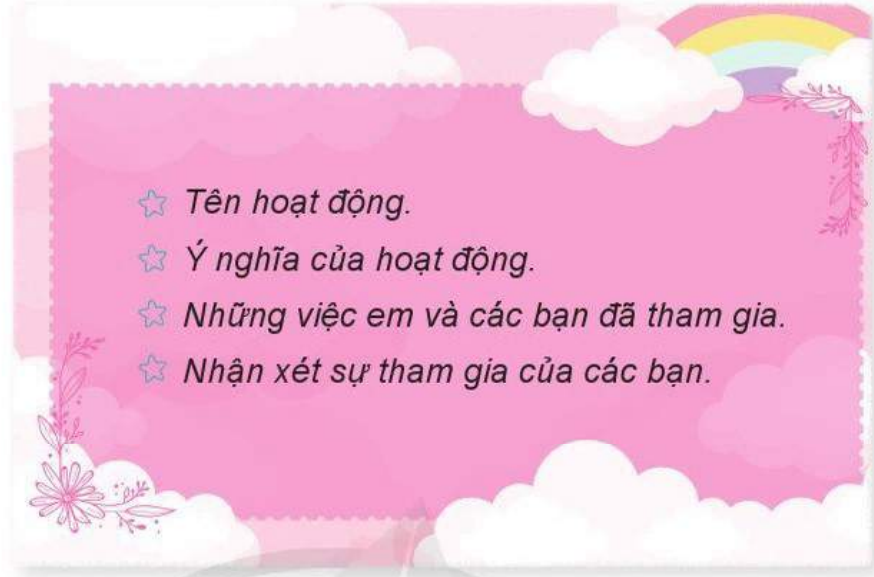 Tên hoạt động.
Ý nghĩa của hoạt động.
Những việc em và các bạn đã tham gia.
Nhận xét sự tham gia của các bạn.